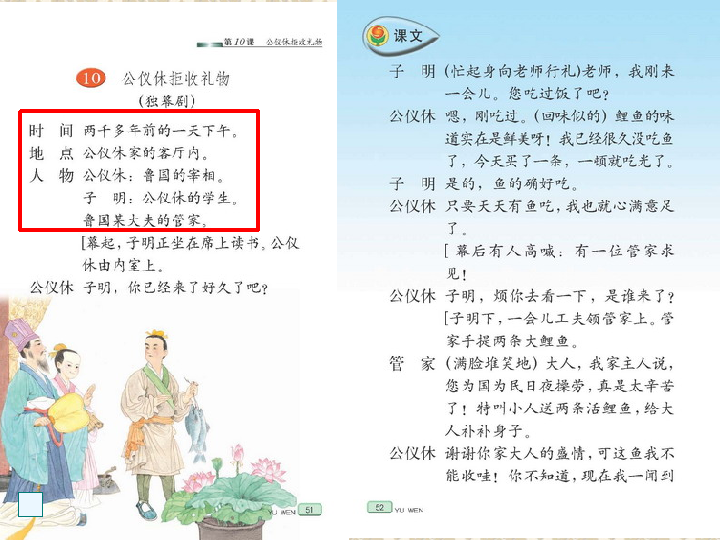 第10课 公仪休拒收礼物
10 公仪休拒收礼物
(独幕剧)
时 间 两千多年前的一天下午。
地 点 公仪休家的客厅内。
人 物 公仪休：鲁国的宰相。
子 明：公仪休的学生。
鲁国某大夫的管家。
[幕起,子明正坐在席上读书。公仪
休由内室上。
公仪休 子明,你已经来了好久了吧?
YU WEN 51
课文
子 明 (忙起身向老师行礼)老师, 我刚来
一会儿。您吃过饭了吧?
公仪休 嗯,刚吃过。(回味似的) 鲤鱼的味
道实在是鲜美呀! 我已经很久没吃鱼
了, 今天买了一条, 一顿就吃光了。
子 明 是的, 鱼的确好吃。
公仪休 只要天天有鱼吃,我也就心满意足
了。
[ 幕后有人高喊: 有一位管家求
见!
公仪休 子明, 烦你去看一下, 是谁来了?
[子明下, 一会儿工夫领管家上。管
家手提两条大鲤鱼。
管 家 (满脸堆笑地) 大人, 我家主人说,
您为国为民日夜操劳,真是太辛苦
了! 特叫小人送两条活鲤鱼,给大
人补补身子。
公仪休 谢谢你家大人的盛情,可这鱼我不
能收哇! 你不知道,现在我一闻到
52 YU WEN